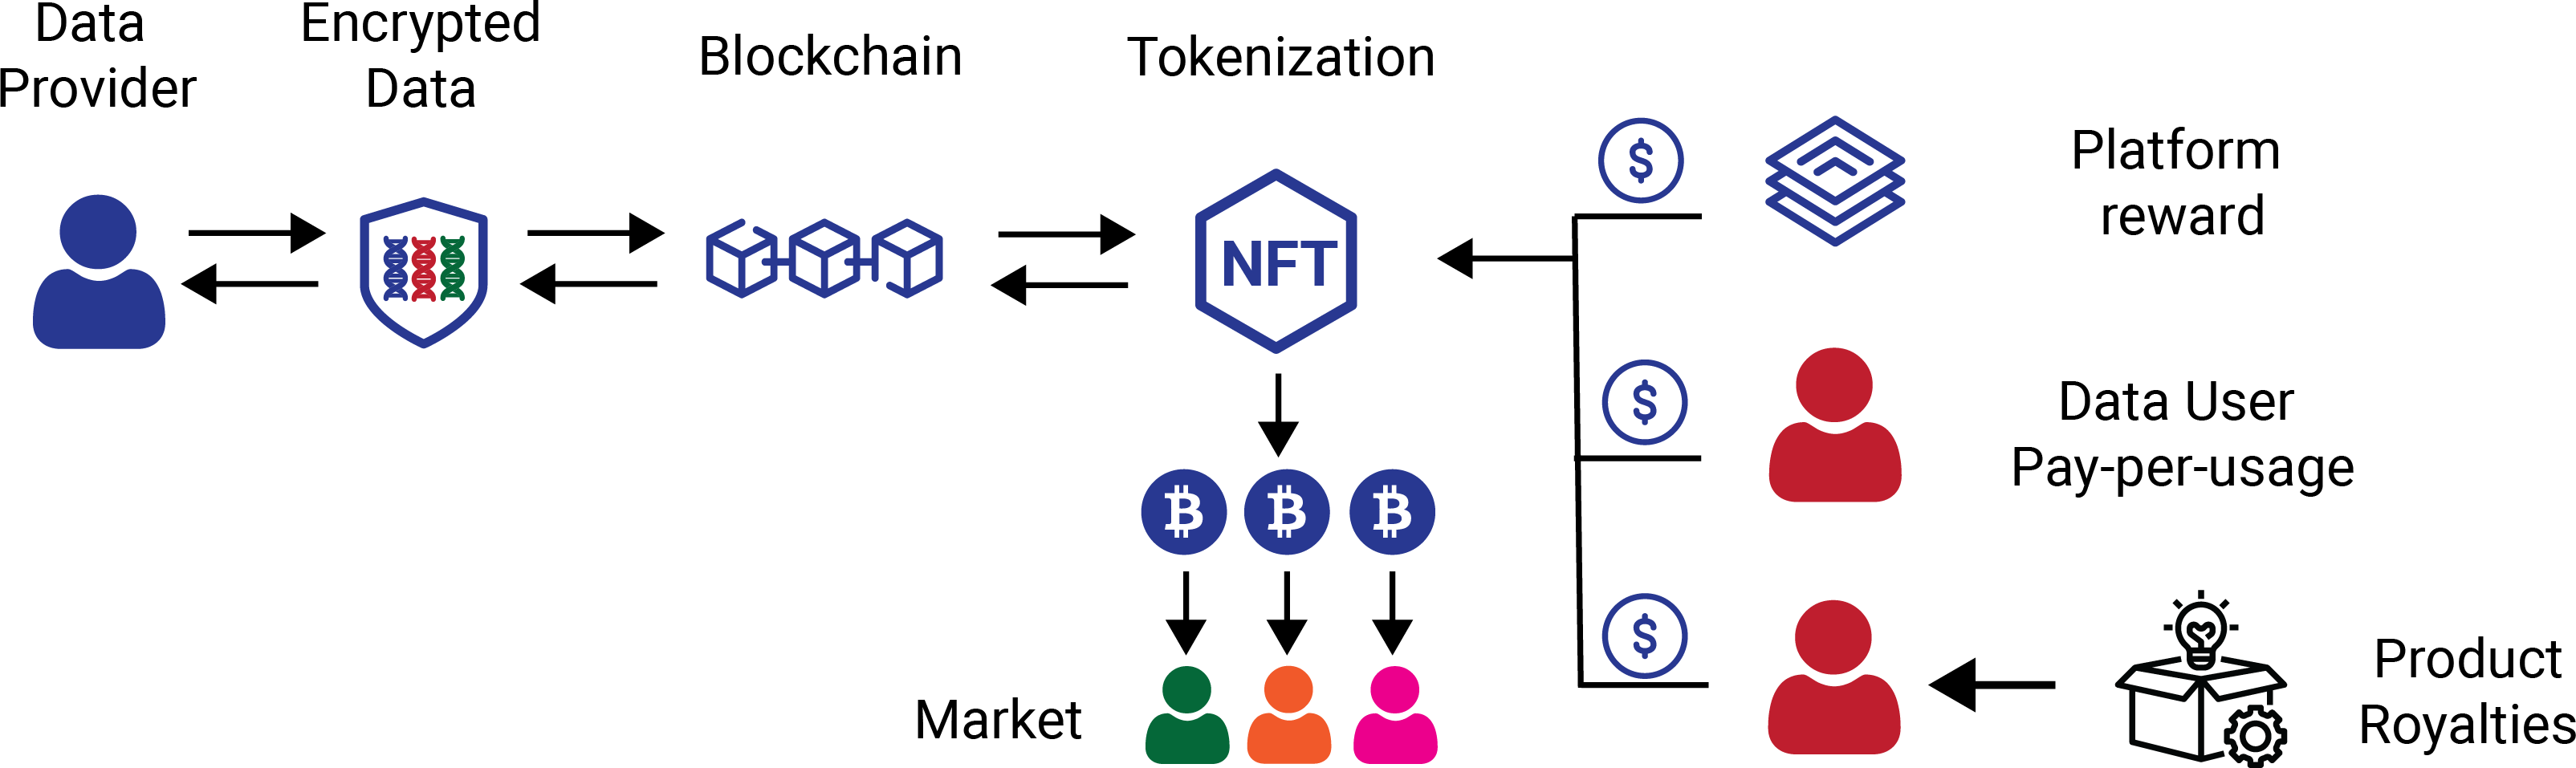 Data
Provider
Encrypted
Data
Blockchain
Tokenization
NFT
$
Platform
reward
$
Data User
Pay-per-usage
₿ ₿ ₿
$
Market
Product
Royalties